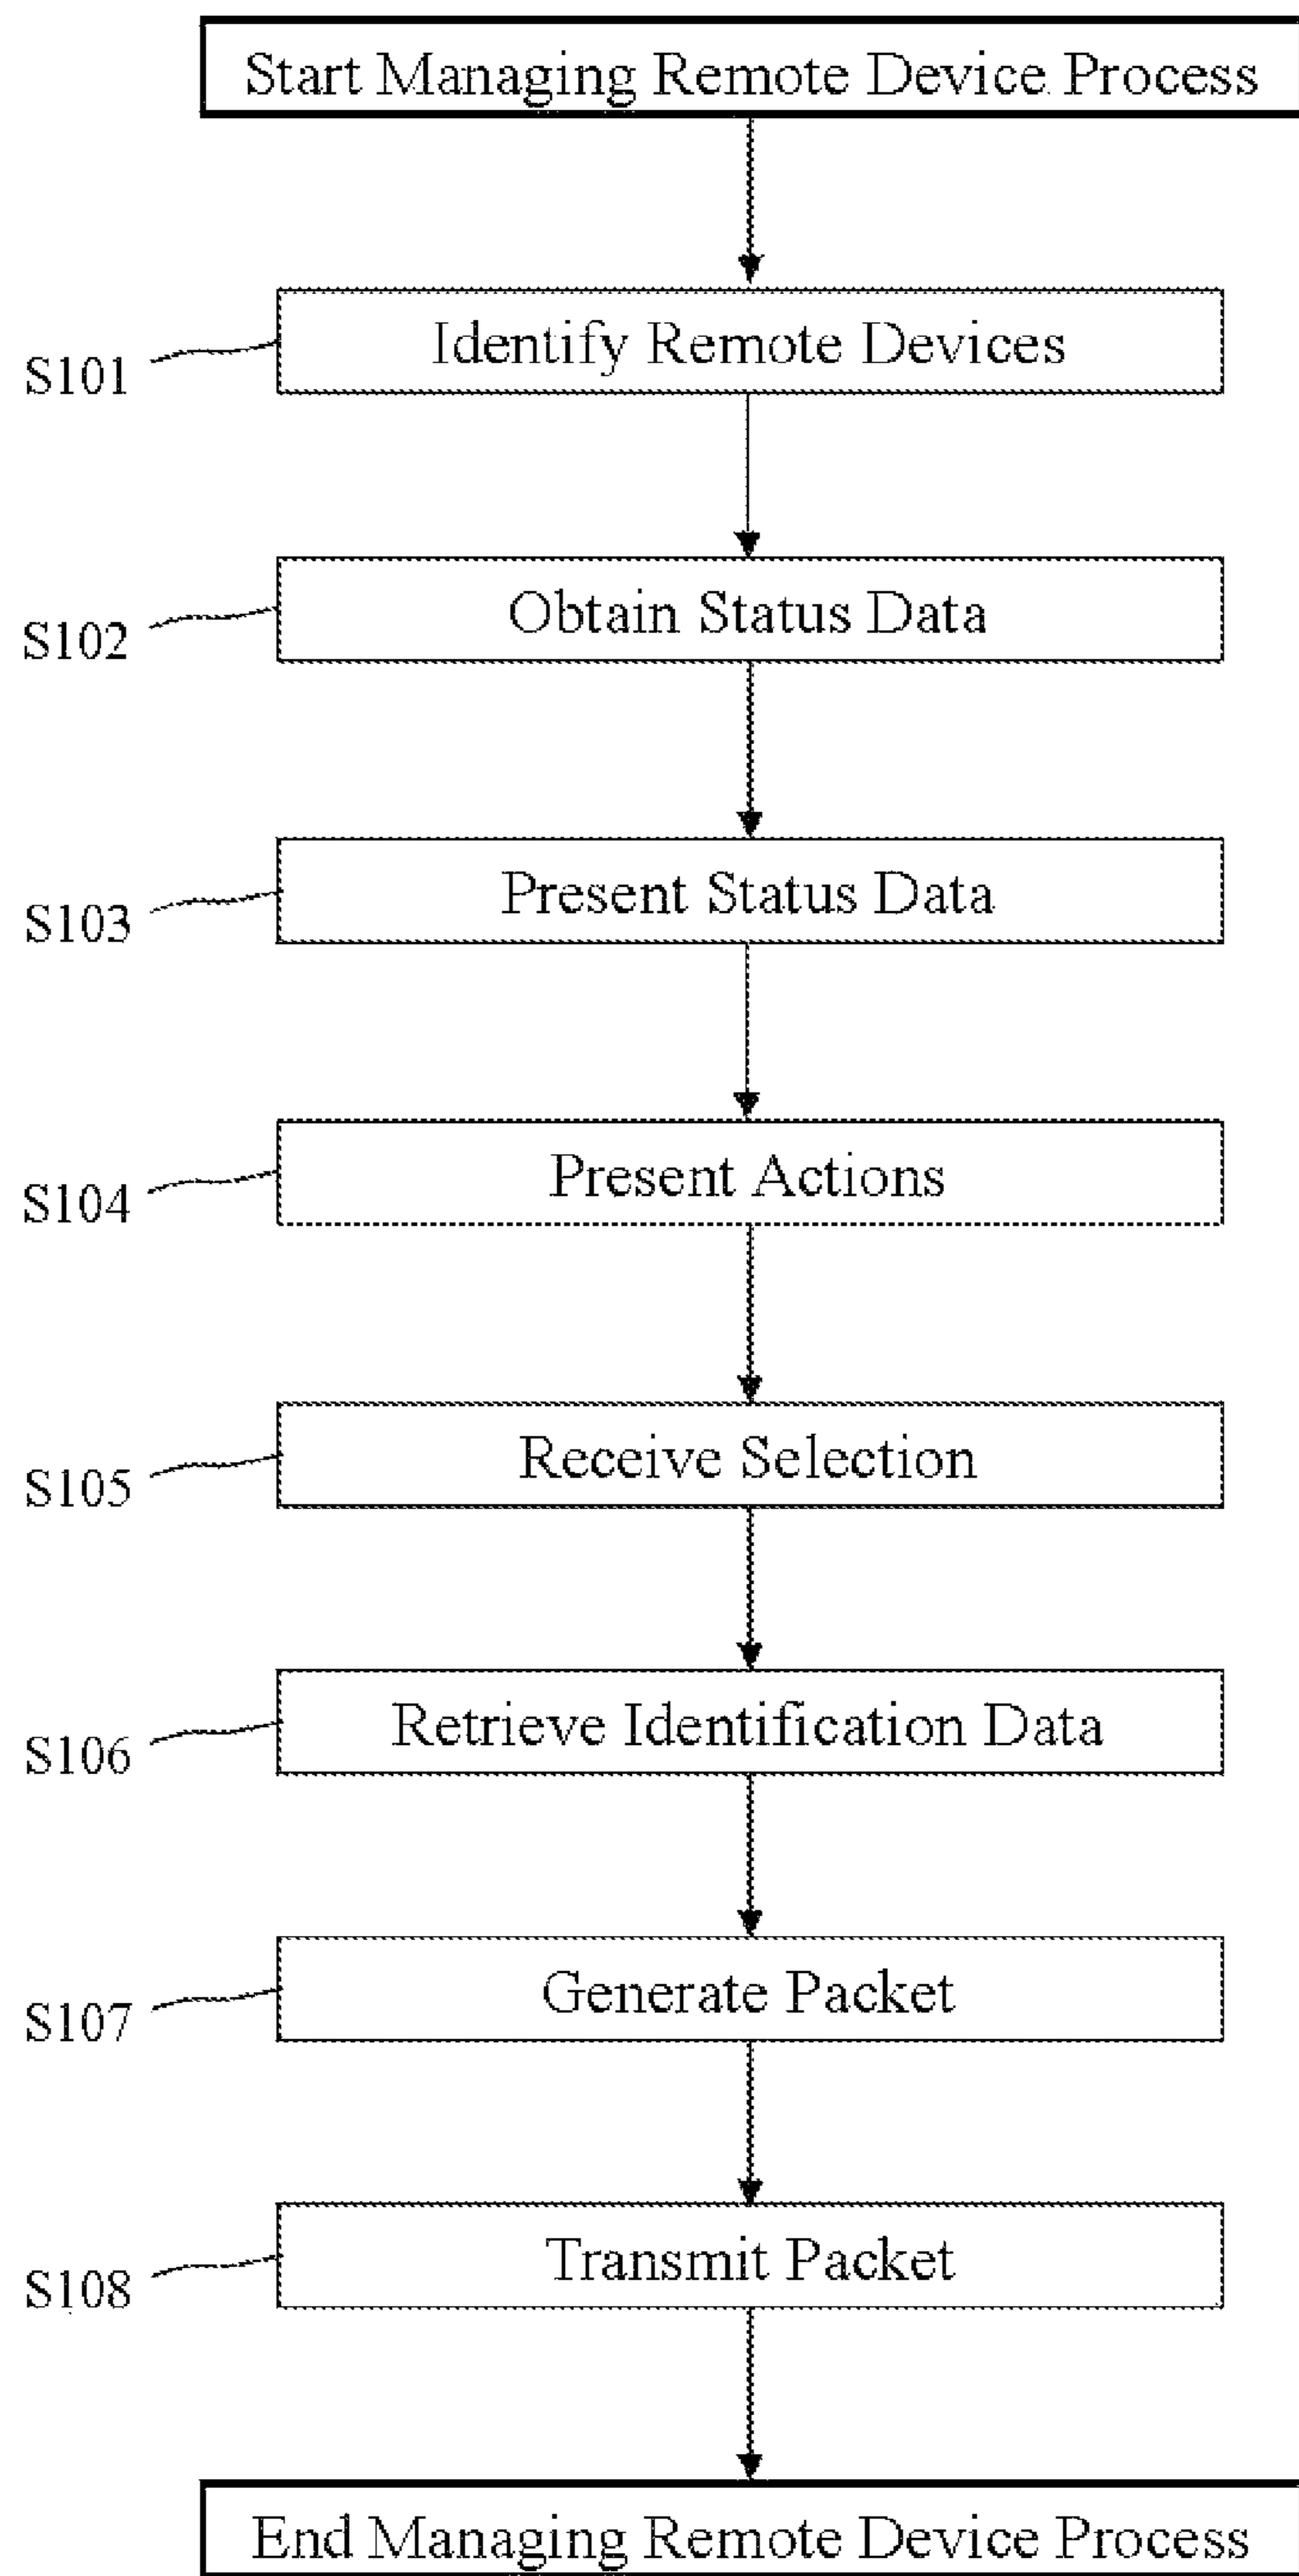 Start Managing Remote Device Process
S101
Identify Remote Devices
S102
Obtain Status Data
S103
Present Status Data
S104
Present Actions
S105
Receive Selection
S106
Retrieve Identification Data
S107
Generate Packet
S108
Transmit Packet
End Managing Remote Device Process